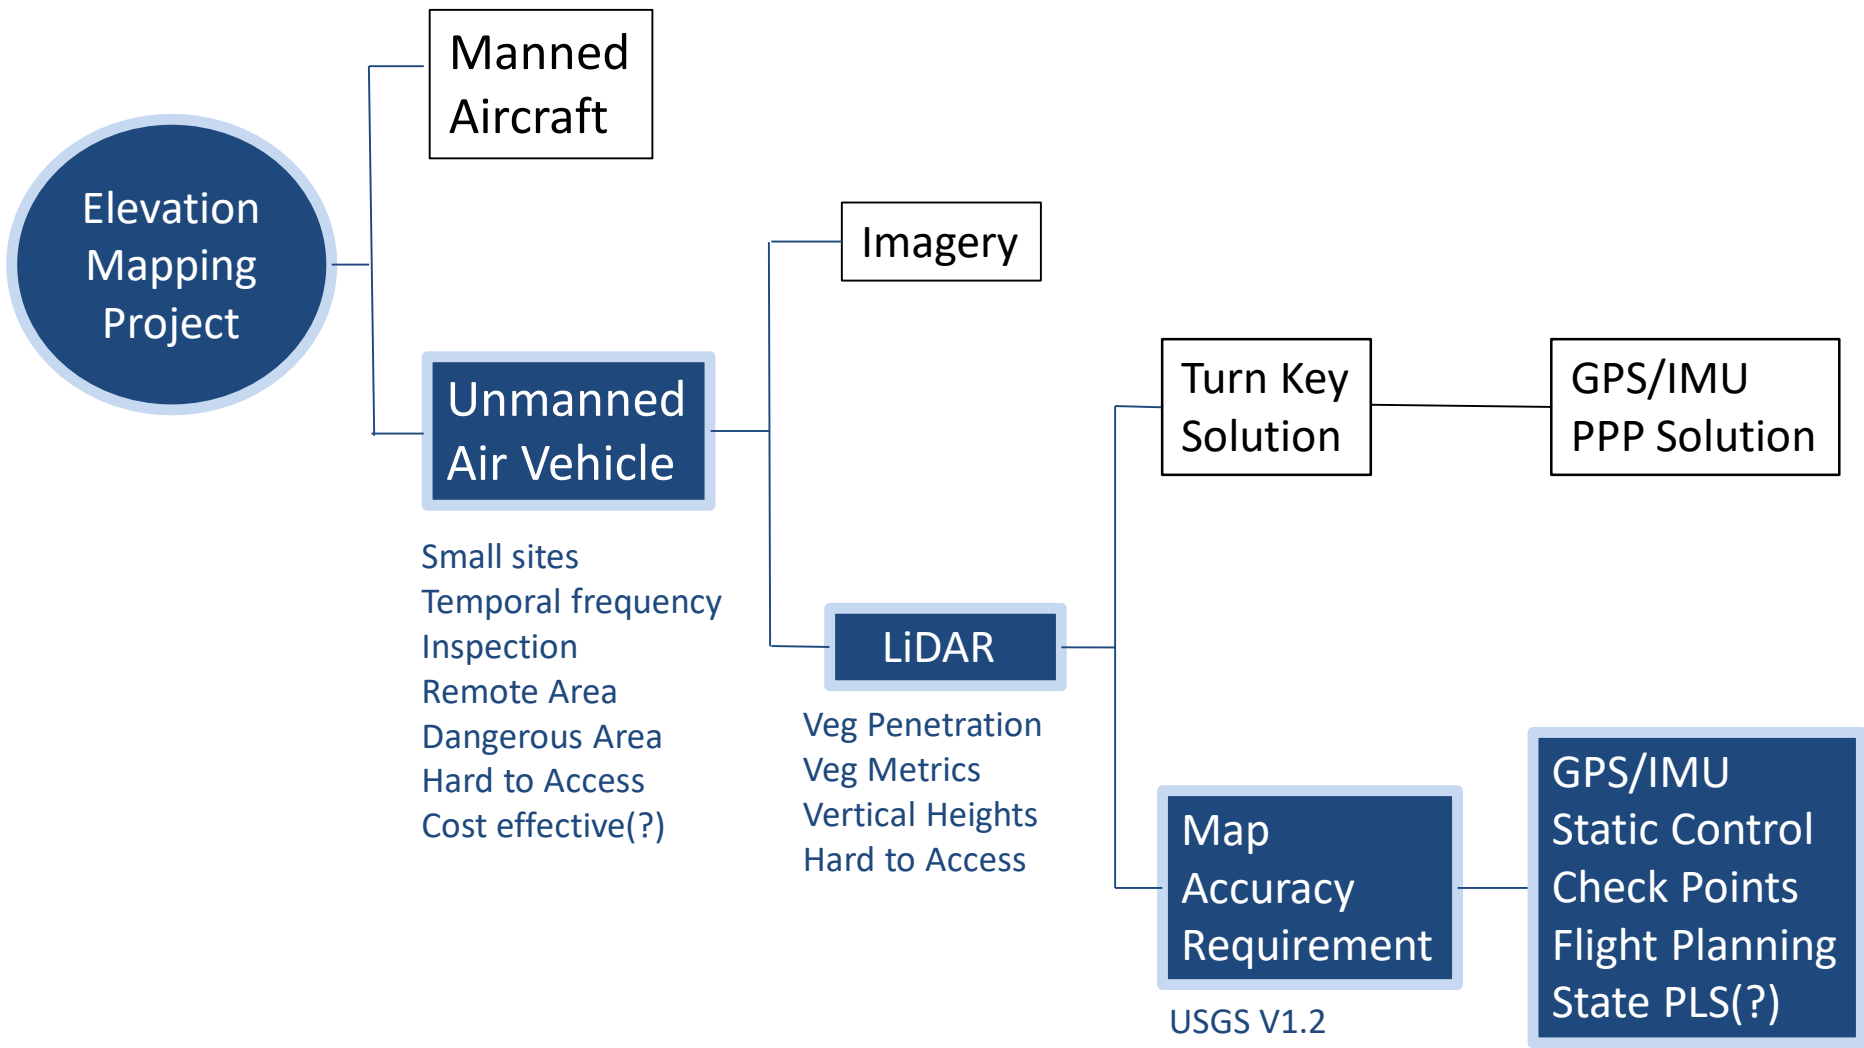 Manned
Aircraft
Elevation
Mapping
Project
Imagery
Unmanned
Air Vehicle
Small sites
Temporal frequency
Inspection
Remote Area
Dangerous Area
Hard to Access
Cost effective(?)
LiDAR
Veg Penetration
Veg Metrics
Vertical Heights
Hard to Access
Turn Key
Solution
GPS/IMU
PPP Solution
Map
Accuracy
Requirement
USGS V1.2
GPS/IMU
Static Control
Check Points
Flight Planning
State PLS(?)